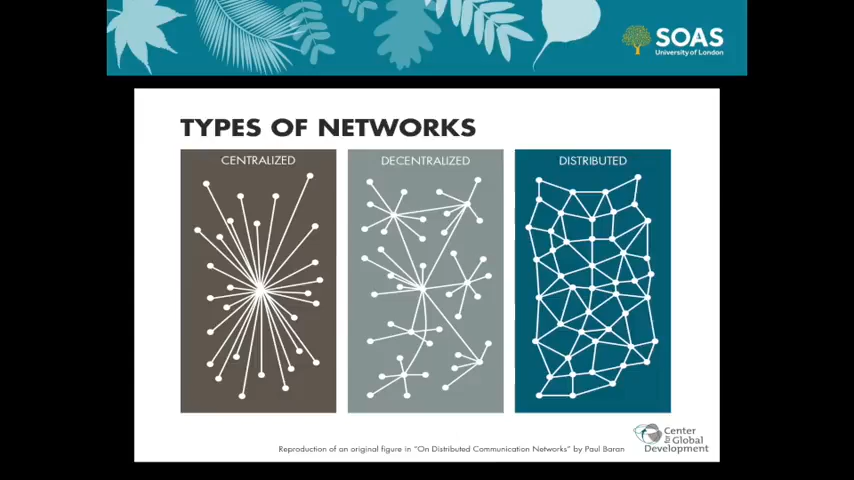 SOAS
University of London
TYPES OF NETWORKS
CENTRALIZED
DECENTRALIZED
DISTRIBUTED
Center
for Global
Development
Reproduction of an original figure in "On Distributed Communication Networks" by Paul Baran